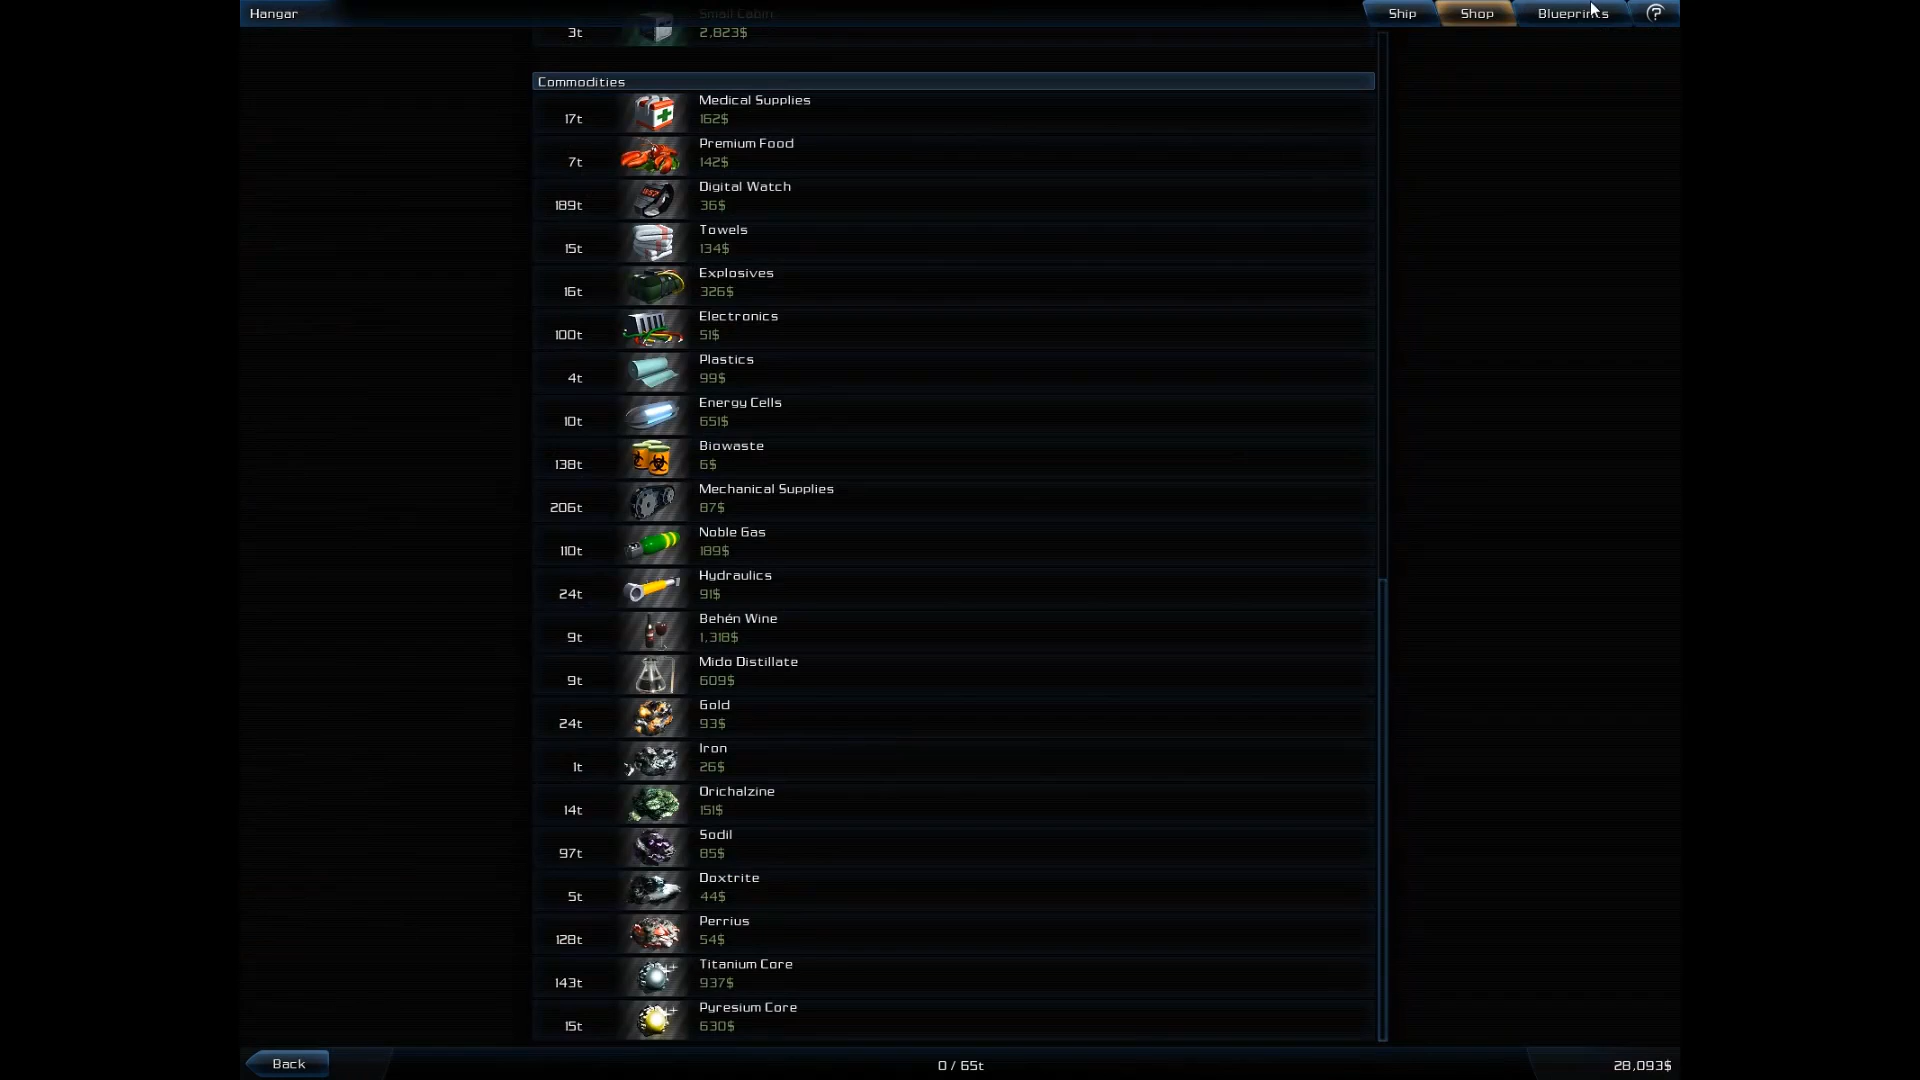 Hangar
Ship
Shop
Blueprints
?
Small Cabin
3t
2,823$
Commodities
Medical Supplies
17t
162$
Premium Food
7t
142$
Digital Watch
189t
36$
Towels
15t
134$
Explosives
16t
326$
Electronics
100t
51$
Plastics
4t
99$
Energy Cells
10t
651$
Biowaste
138t
6$
Mechanical Supplies
206t
87$
Noble Gas
110t
189$
Hydraulics
24t
91$
Behén Wine
9t
1,318$
Mido Distillate
9t
609$
Gold
24t
93$
Iron
1t
26$
Orichalzine
14t
151$
Sodil
97t
85$
Doxtrite
5t
44$
Perrius
128t
54$
Titanium Core
143t
937$
Pyresium Core
15t
630$
Back
0 / 65t
28,093$